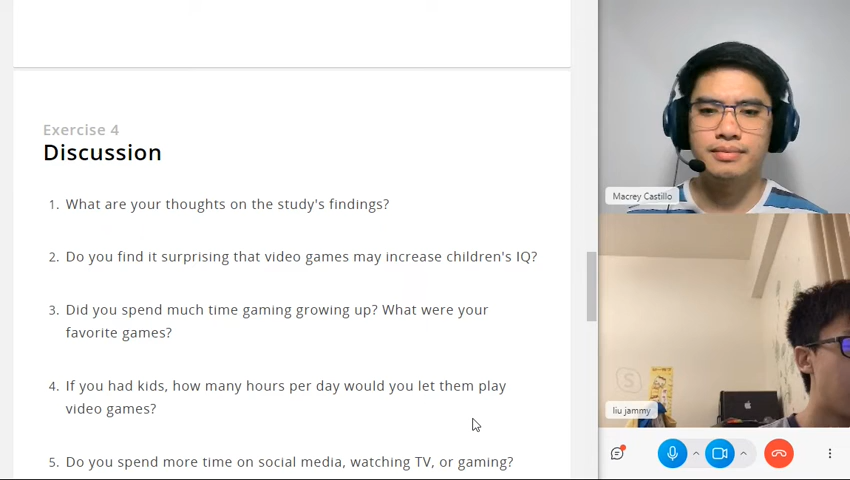 Exercise 4
Discussion
1. What are your thoughts on the study's findings?
2. Do you find it surprising that video games may increase children's IQ?
3. Did you spend much time gaming growing up? What were your
favorite games?
4. If you had kids, how many hours per day would you let them play
video games?
5. Do you spend more time on social media, watching TV, or gaming?
Macrey Castillo
liu jammy